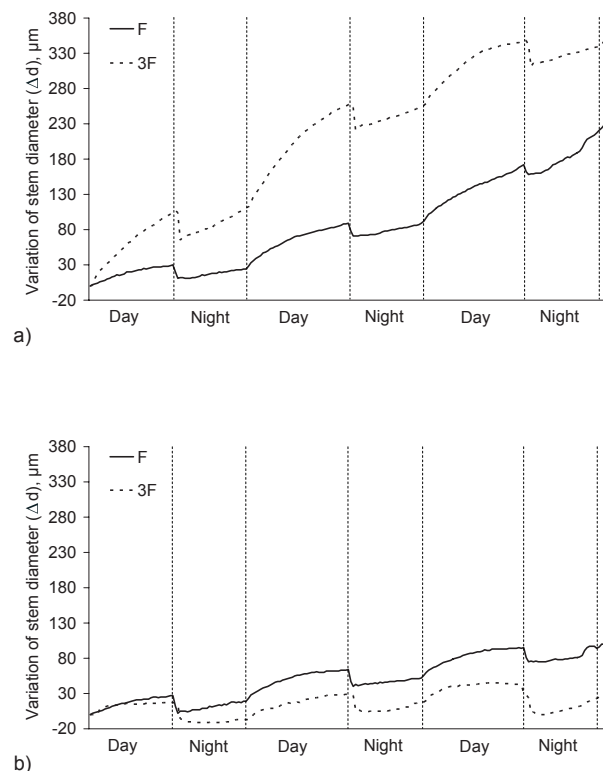 Variation of stem diameter (Δd), µm
380
330
280
230
180
130
80
30
-20
F
3F
Day Night Day Night Day Night
a)
Variation of stem diameter (Δd), µm
380
330
280
230
180
130
80
30
-20
F
3F
Day Night Day Night Day Night
b)